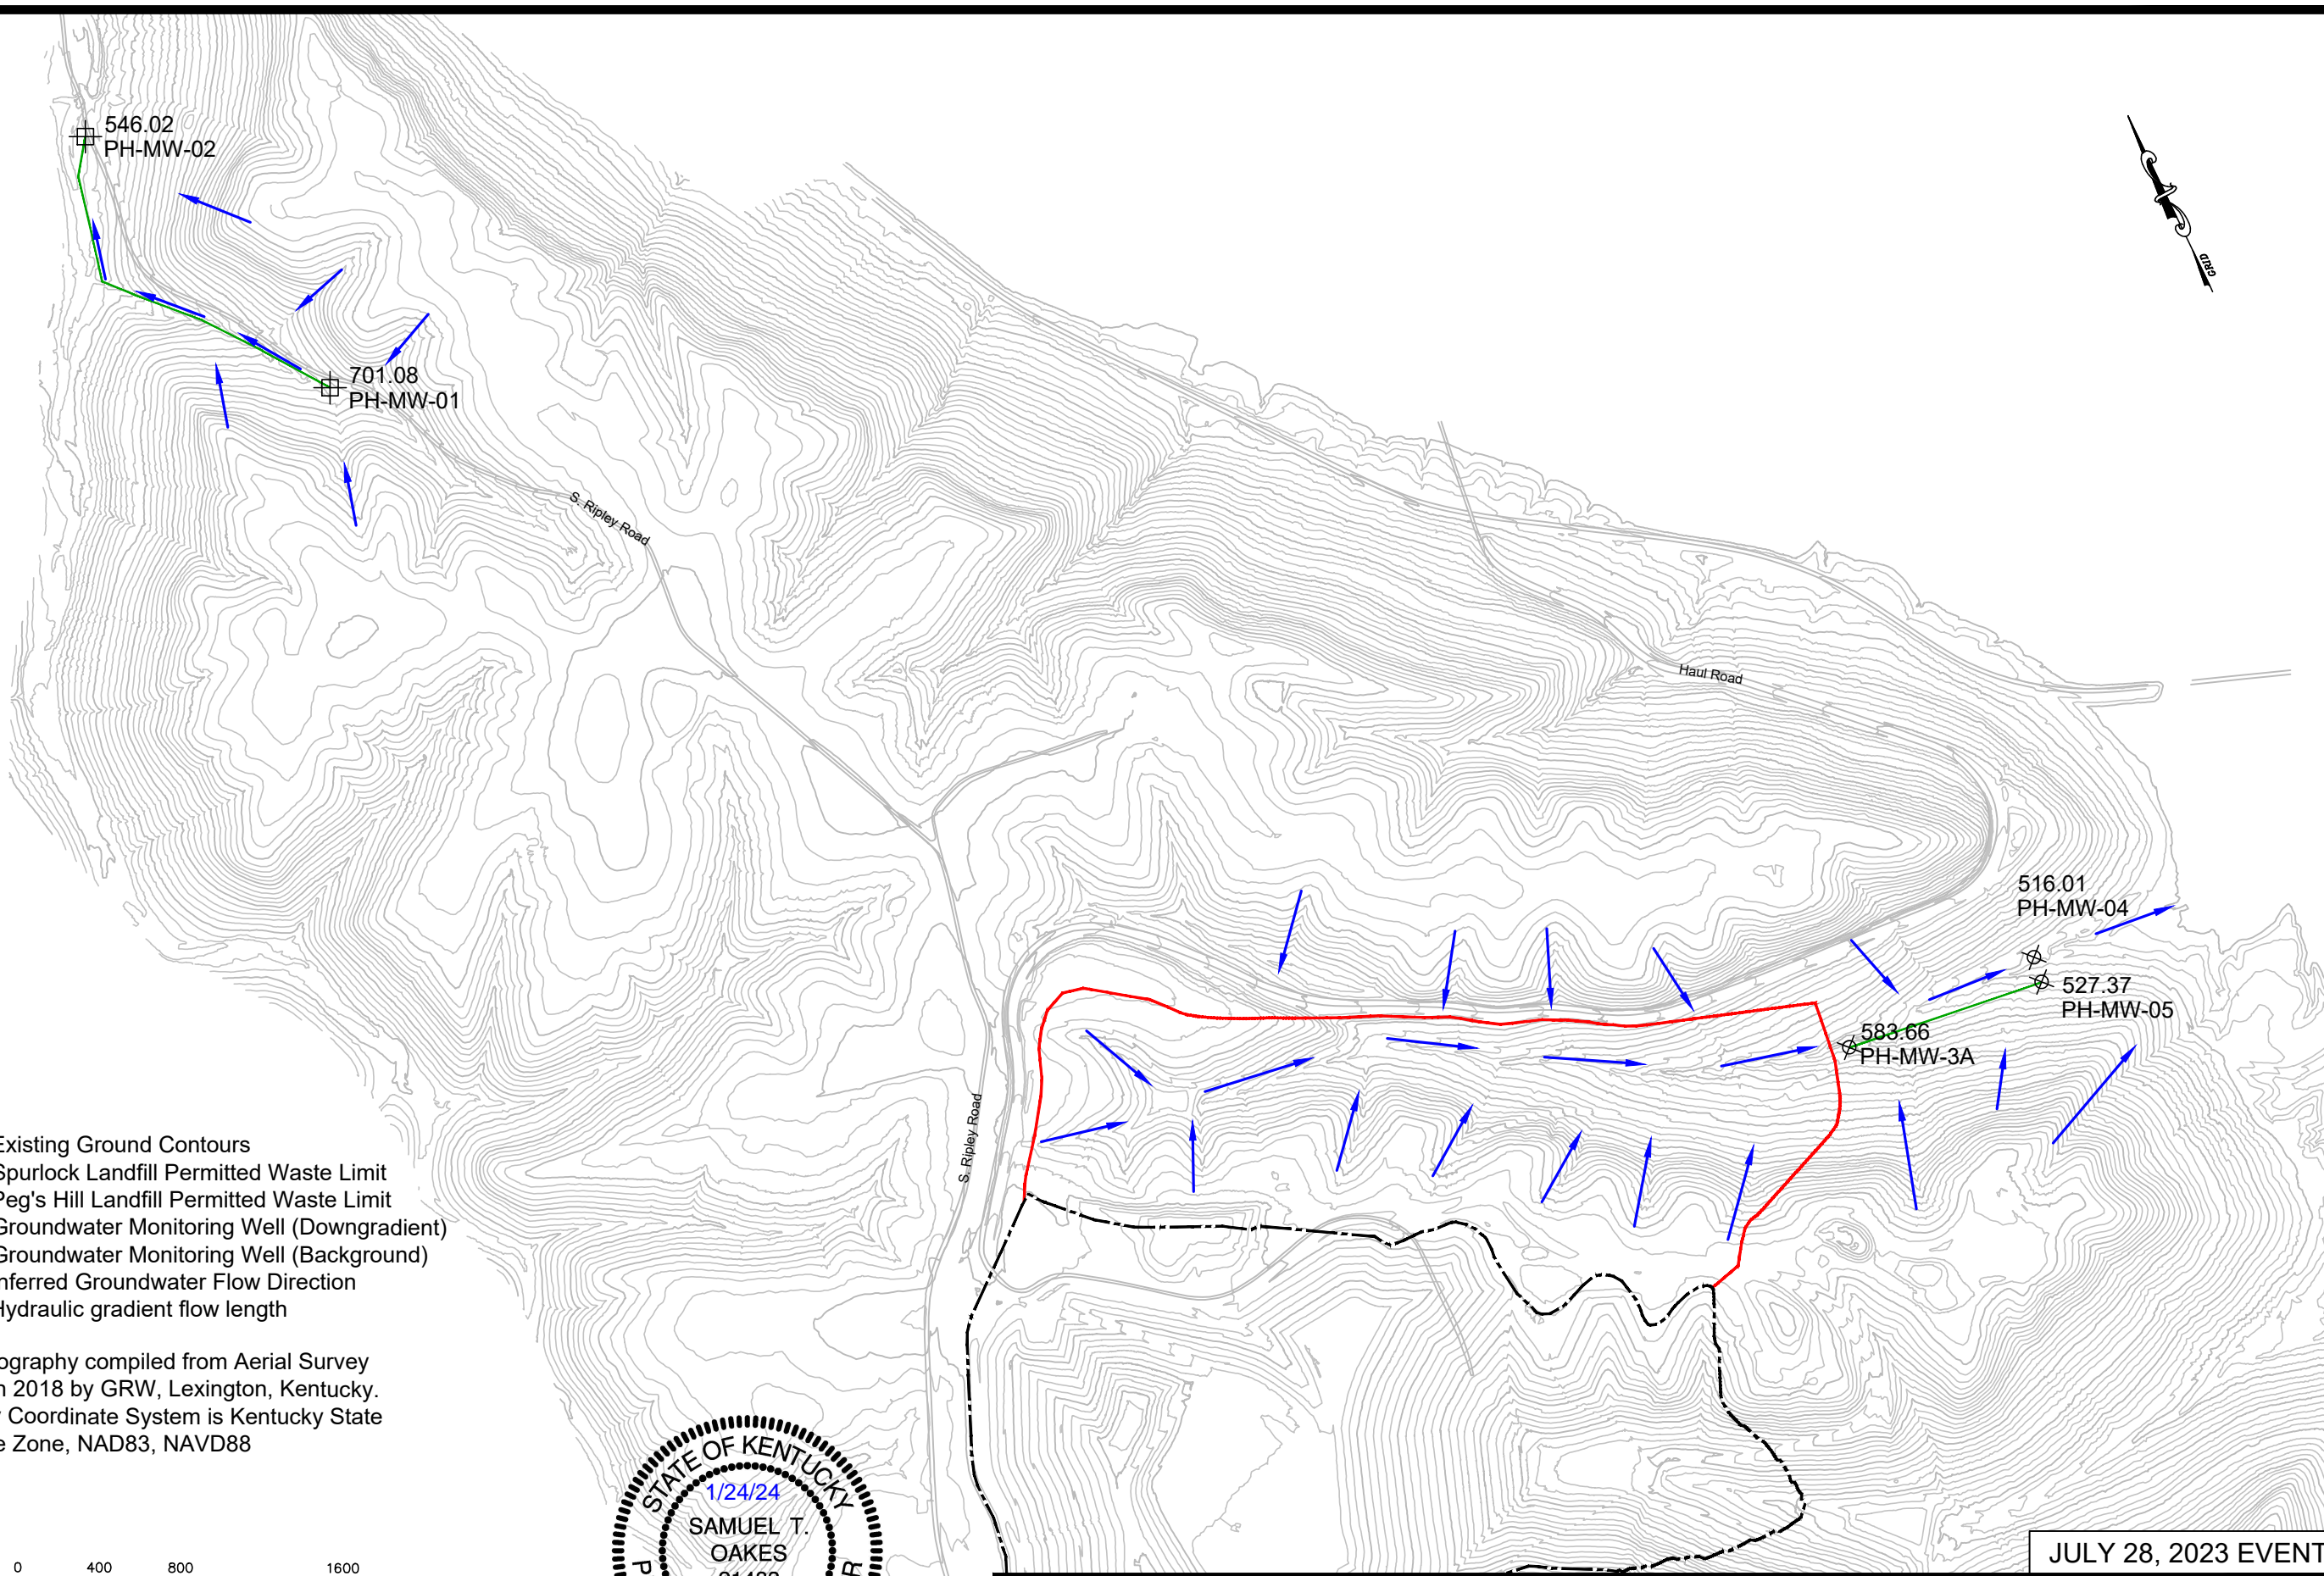 546.02
PH-MW-02
701.08
PH-MW-01
GRID
S. Ripley Road
Haul Road
516.01
PH-MW-04
527.37
PH-MW-05
583.66
PH-MW-3A
S. Ripley Road
Existing Ground Contours
Spurlock Landfill Permitted Waste Limit
Peg's Hill Landfill Permitted Waste Limit
Groundwater Monitoring Well (Downgradient)
Groundwater Monitoring Well (Background)
nferred Groundwater Flow Direction
Hydraulic gradient flow length
ography compiled from Aerial Survey
2018 by GRW, Lexington, Kentucky.
Coordinate System is Kentucky State
e Zone, NAD83, NAVD88
STATE OF KENTUCKY
1/24/24
SAMUEL T.
OAKES
P R
0 400 800 1600
JULY 28, 2023 EVENT